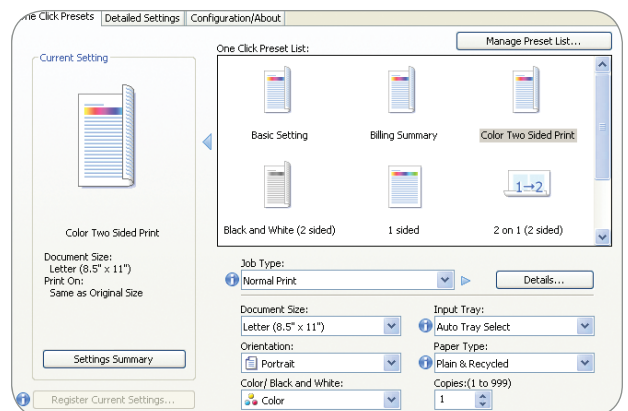 ne Click Presets
Detailed Settings
Configuration/About
Current Setting
Color Two Sided Print
Document Size:
Letter (8.5" x 11")
Print On:
Same as Original Size
Settings Summary
Register Current Settings...
One Click Preset List:
Manage Preset List...
Basic Setting
Billing Summary
Color Two Sided Print
1→2
Black and White (2 sided)
1 sided
2 on 1 (2 sided)
Job Type:
Normal Print
Details...
Document Size:
Letter (8.5" x 11")
Input Tray:
Auto Tray Select
Orientation:
Portrait
Paper Type:
Plain & Recycled
Color/ Black and White:
Color
Copies:(1 to 999)
1